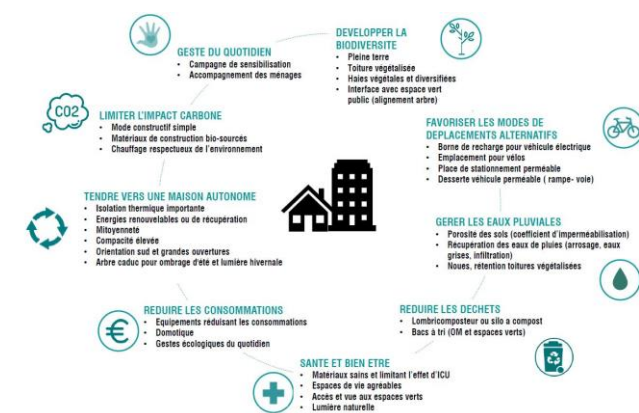 GESTE DU QUOTIDIEN
• Campagne de sensibilisation
• Accompagnement des ménages
DEVELOPPER LA
BIODIVERSITE
• Pleine terre
• Toiture végétalisée
• Haies végetales et diversifiées
• Interface avec espace vert
public (alignement arbre)
CO2
LIMITER L'IMPACT CARBONE
• Mode constructif simple
• Matériaux de construction bio-sourcés
• Chauffage respectueux de l'environnement
FAVORISER LES MODES DE
DEPLACEMENTS ALTERNATIFS
• Borne de recharge pour véhicule électrique
• Emplacement pour vélos
• Place de stationnement perméable
• Desserte véhicule perméable ( rampe- voie)
TENDRE VERS UNE MAISON AUTONOME
• Isolation thermique importante
• Energies renouvelables ou de récupération
• Mitoyenneté
• Compacité élevée
• Orientation sud et grandes ouvertures
• Arbre caduc pour ombrage d'été et lumière hivernale
GERER LES EAUX PLUVIALES
• Porosité des sols (coefficient d'imperméabilisation)
• Récupération des eaux de pluies (arrosage, eaux
grises, infiltration)
• Noues, rétention toitures végétalisées
REDUIRE LES CONSOMMATIONS
• Equipements réduisant les consommations
• Domotique
• Gestes écologiques du quotidien
€
REDUIRE LES DECHETS
• Lombricomposteur ou silo a compost
• Bacs à tri (OM et espaces verts)
SANTE ET BIEN ETRE
• Matériaux sains et limitant l'effet d'ICU
• Espaces de vie agréables
• Accès et vue aux espaces verts
• Lumière naturelle